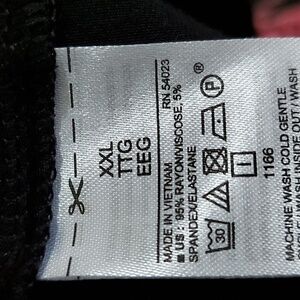 XXL
TTG
EEG
MADE IN VIETNAM RN 54023
■ US : 95% RAYON/VISCOSE, 5%
SPANDEX/ELASTANE
30 P ®
1166
MACHINE WASH COLD GENTLE
WASH INSIDE OUT / WASH